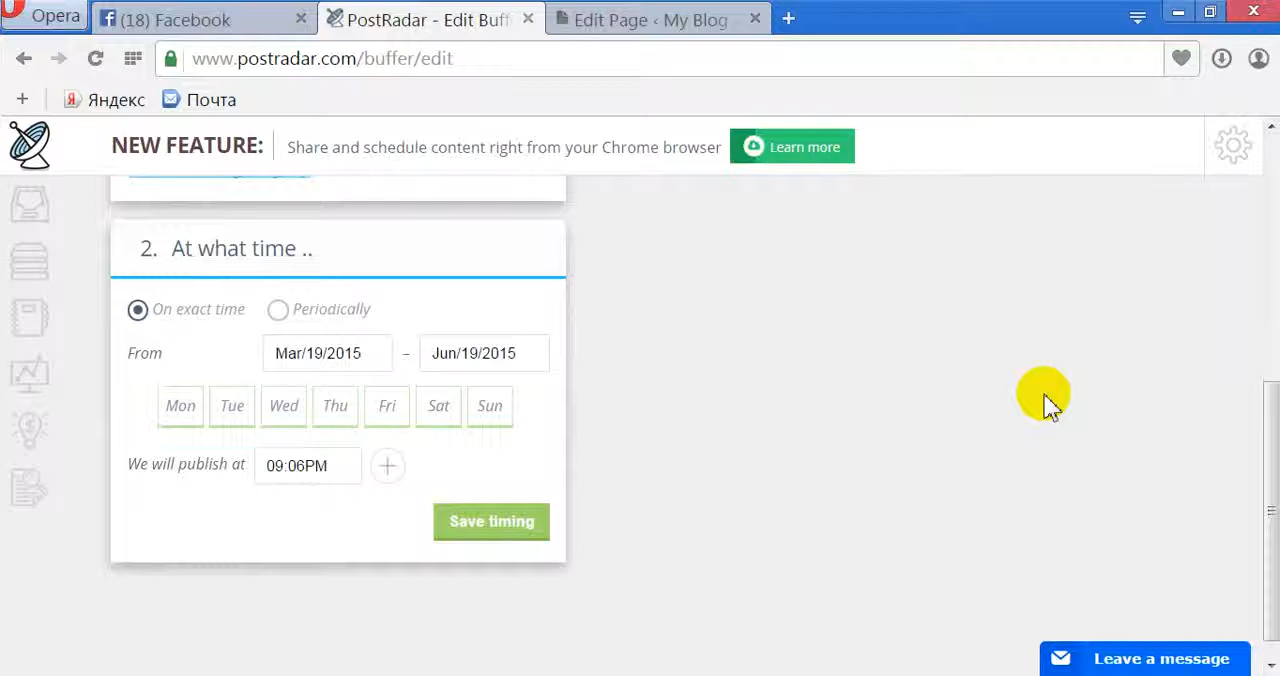 Opera
(18) Facebook
PostRadar - Edit Buff
Edit Page ‹ My Blog
www.postradar.com/buffer/edit
Яндекс
Почта
NEW FEATURE:
Share and schedule content right from your Chrome browser
Learn more
2. At what time ..
On exact time
Periodically
From
Mar/19/2015 – Jun/19/2015
Mon Tue Wed Thu Fri Sat Sun
We will publish at 09:06PM
Save timing
Leave a message